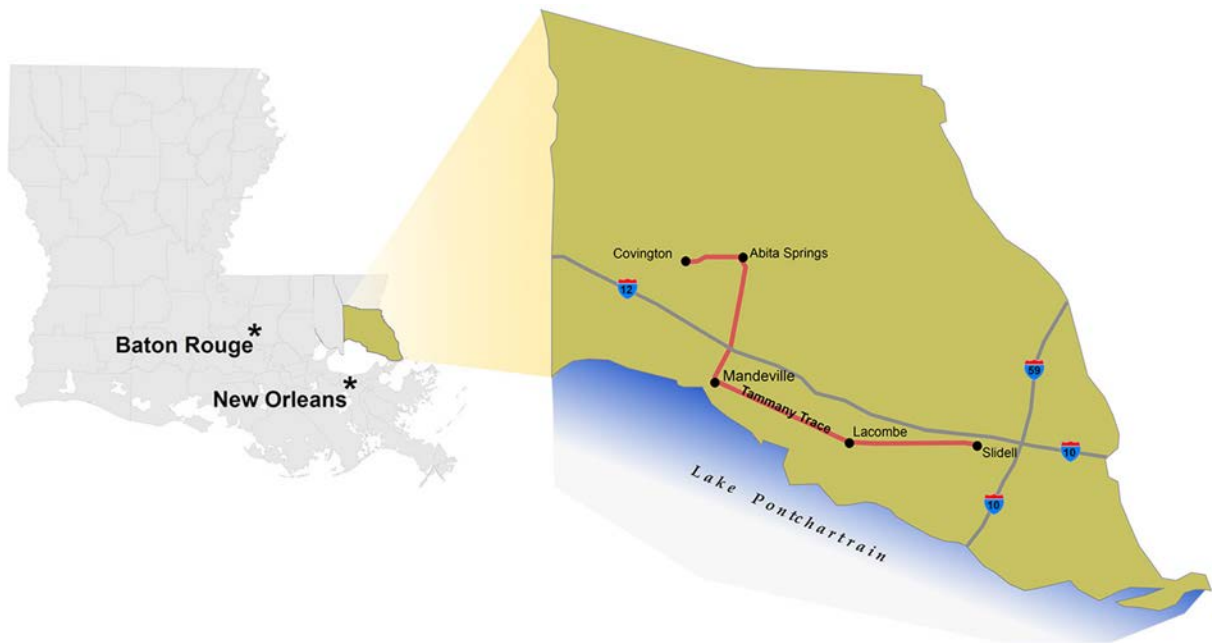 Covington
Abita Springs
12
Baton Rouge*
59
Mandeville
New Orleans*
Tammany Trace
Lacombe
Slidell
10
Lake Pontchartrain
10